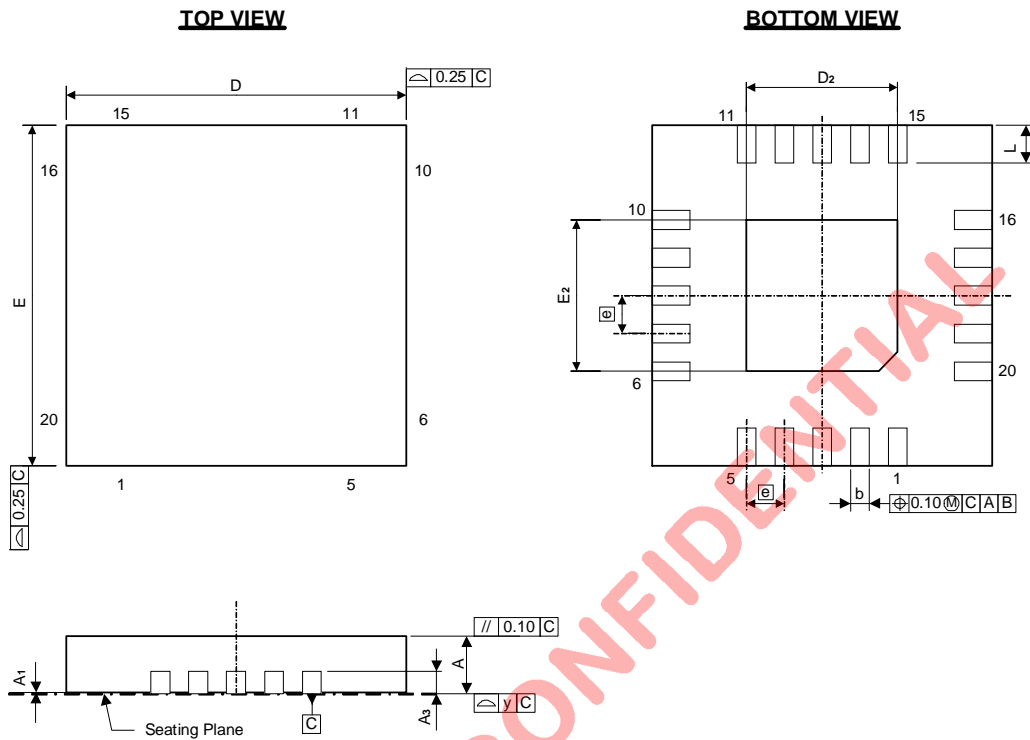 TOP VIEW
BOTTOM VIEW
D
⌓ 0.25 C
15 11
16 10
E
20 6
1 5
⌓ 0.25 C
D2
11 15
L
10 16
E2
e
6 20
5 1
e
b
⌖ 0.10 Ⓜ C A B
// 0.10 C
A
A1
A3
⌓ y C
C
Seating Plane
CONFIDENTIAL